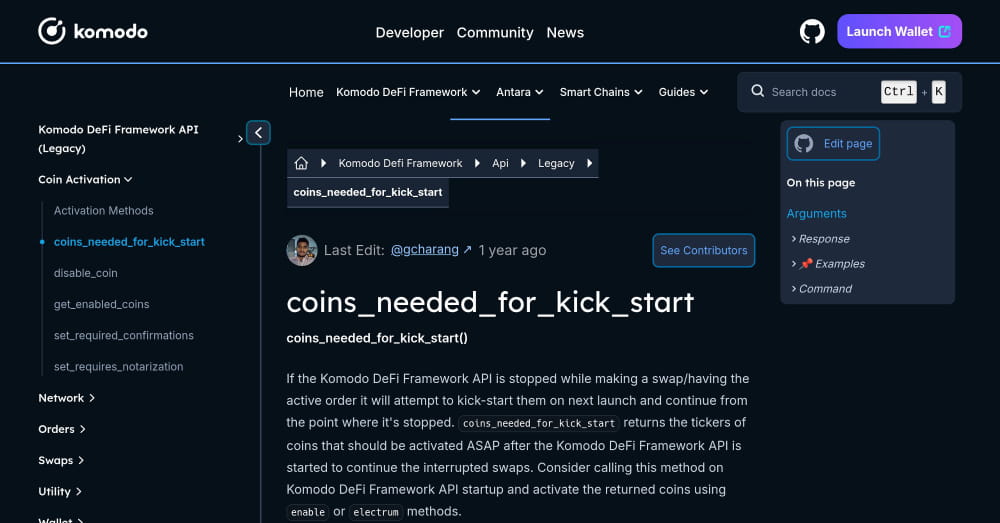 komodo
Developer Community News
Launch Wallet
Home Komodo DeFi Framework Antara Smart Chains Guides
Search docs Ctrl + K
Komodo DeFi Framework API
(Legacy)
Coin Activation
Activation Methods
coins_needed_for_kick_start
disable_coin
get_enabled_coins
set_required_confirmations
set_requires_notarization
Network
Orders
Swaps
Utility
Wallet
Komodo Defi Framework Api Legacy
coins_needed_for_kick_start
Last Edit: @gcharang ↗ 1 year ago
See Contributors
coins_needed_for_kick_start
coins_needed_for_kick_start()
If the Komodo DeFi Framework API is stopped while making a swap/having the
active order it will attempt to kick-start them on next launch and continue from
the point where it's stopped. coins_needed_for_kick_start returns the tickers of
coins that should be activated ASAP after the Komodo DeFi Framework API is
started to continue the interrupted swaps. Consider calling this method on
Komodo DeFi Framework API startup and activate the returned coins using
enable or electrum methods.
Edit page
On this page
Arguments
Response
📌 Examples
Command